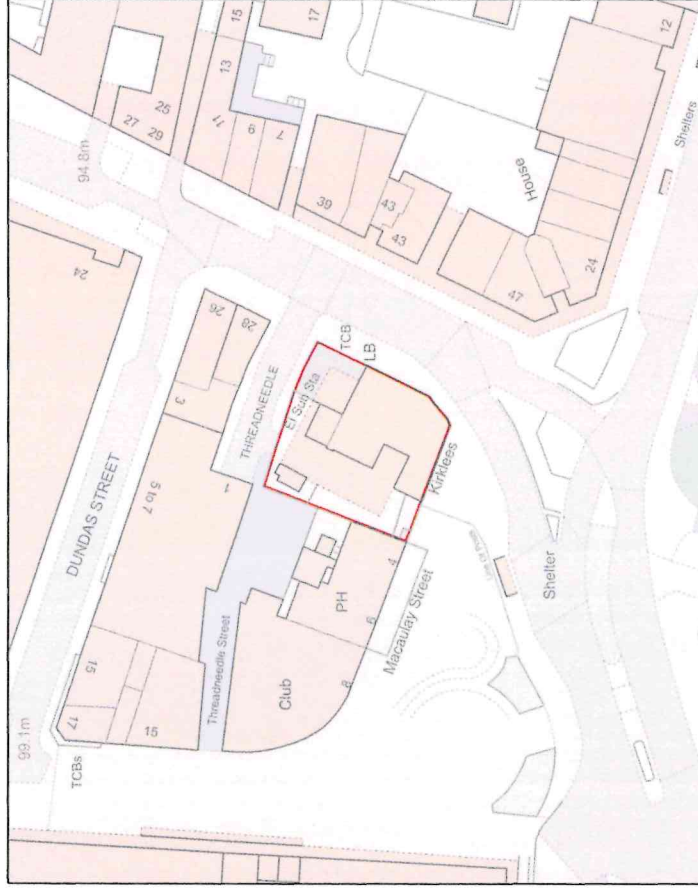 15
17
12
13
11
9
7
25
27
29
94.8m
39
43
43
House
Shelters
24
47
24
26
28
3
THREADNEEDLE
TCB
LB
El Sub Sta
DUNDAS STREET
5 to 7
1
Kirklees
Threadneedle Street
PH
4
6
8
Macaulay Street
Club
Shelter
15
17
15
99.1m
TCBs